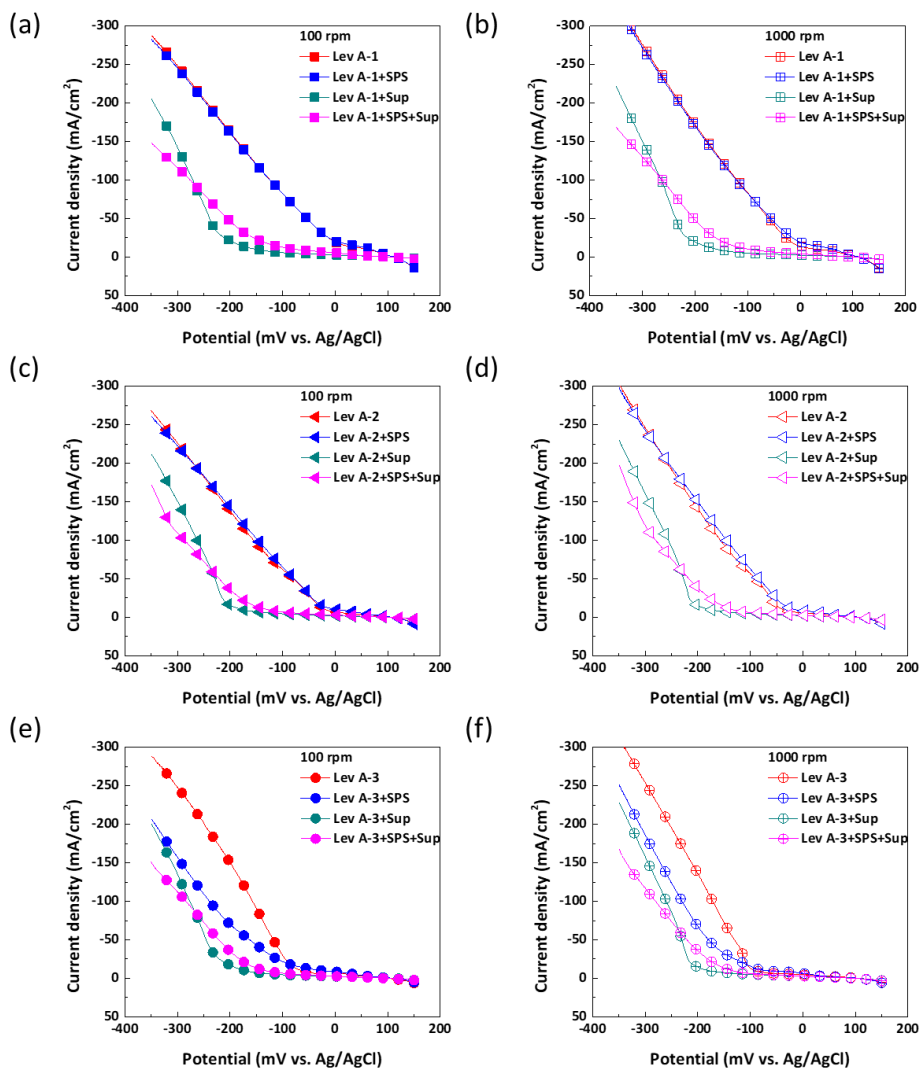 (a)
100 rpm
Lev A-1
Lev A-1+SPS
Lev A-1+Sup
Lev A-1+SPS+Sup
Current density (mA/cm²)
-300
-250
-200
-150
-100
-50
0
50
-400 -300 -200 -100 0 100 200
Potential (mV vs. Ag/AgCl)
(b)
1000 rpm
Lev A-1
Lev A-1+SPS
Lev A-1+Sup
Lev A-1+SPS+Sup
Current density (mA/cm²)
-300
-250
-200
-150
-100
-50
0
50
-400 -300 -200 -100 0 100 200
Potential (mV vs. Ag/AgCl)
(c)
100 rpm
Lev A-2
Lev A-2+SPS
Lev A-2+Sup
Lev A-2+SPS+Sup
Current density (mA/cm²)
-300
-250
-200
-150
-100
-50
0
50
-400 -300 -200 -100 0 100 200
Potential (mV vs. Ag/AgCl)
(d)
1000 rpm
Lev A-2
Lev A-2+SPS
Lev A-2+Sup
Lev A-2+SPS+Sup
Current density (mA/cm²)
-300
-250
-200
-150
-100
-50
0
50
-400 -300 -200 -100 0 100 200
Potential (mV vs. Ag/AgCl)
(e)
100 rpm
Lev A-3
Lev A-3+SPS
Lev A-3+Sup
Lev A-3+SPS+Sup
Current density (mA/cm²)
-300
-250
-200
-150
-100
-50
0
50
-400 -300 -200 -100 0 100 200
Potential (mV vs. Ag/AgCl)
(f)
1000 rpm
Lev A-3
Lev A-3+SPS
Lev A-3+Sup
Lev A-3+SPS+Sup
Current density (mA/cm²)
-300
-250
-200
-150
-100
-50
0
50
-400 -300 -200 -100 0 100 200
Potential (mV vs. Ag/AgCl)